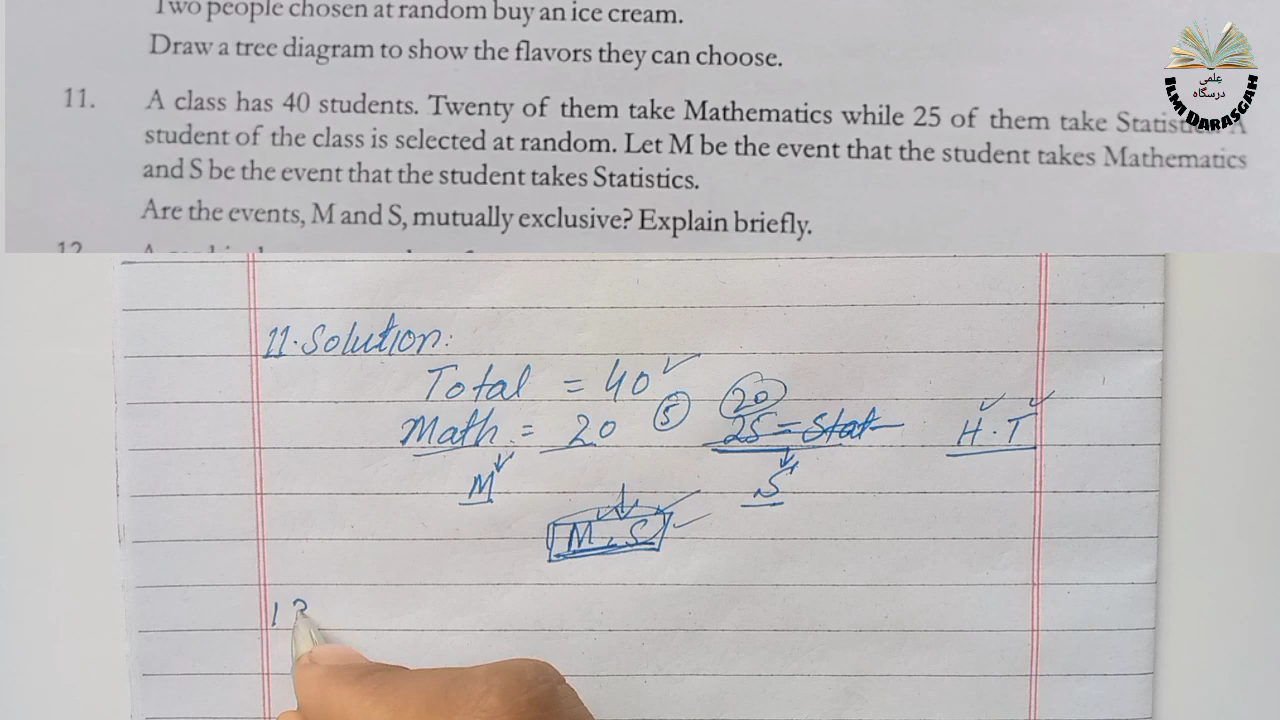 Two people chosen at random buy an ice cream.
Draw a tree diagram to show the flavors they can choose.
علمی
درسگاہ
ILMI DARASGAH
11. A class has 40 students. Twenty of them take Mathematics while 25 of them take
student of the class is selected at random. Let M be the event that the student takes Mathematics
and S be the event that the student takes Statistics.
Are the events, M and S, mutually exclusive? Explain briefly.
12
11. Solution:
Total = 40
Math = 20 5 20 25 = Stat H.T
M S
M, S